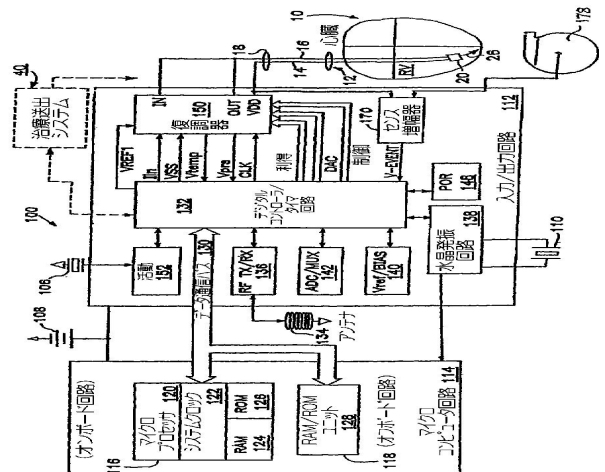 100
40
治療送出
システム
10
心臓
18
16
14
12
RV
20
26
178
106
108
IN
復変調器
150
OUT
VDD
VREF1
Iin
VSS
Vtemp
Vpra
CLK
利得
DAC
制御
センス
増幅器
170
V-EVENT
入力/出力回路
112
132
デジタル
コントローラ/
タイマ
回路
活動
152
データ通信バス 130
RF TX/RX
136
ADC/MUX
142
Vref/BIAS
140
POR
146
水晶発振
回路
138
110
134
アンテナ
(オンボード回路)
マイクロ
プロセッサ
120
システムクロック
122
RAM
124
ROM
126
116
RAM/ROM
ユニット
128
118
(オフボード回路)
マイクロ
コンピュータ回路
114